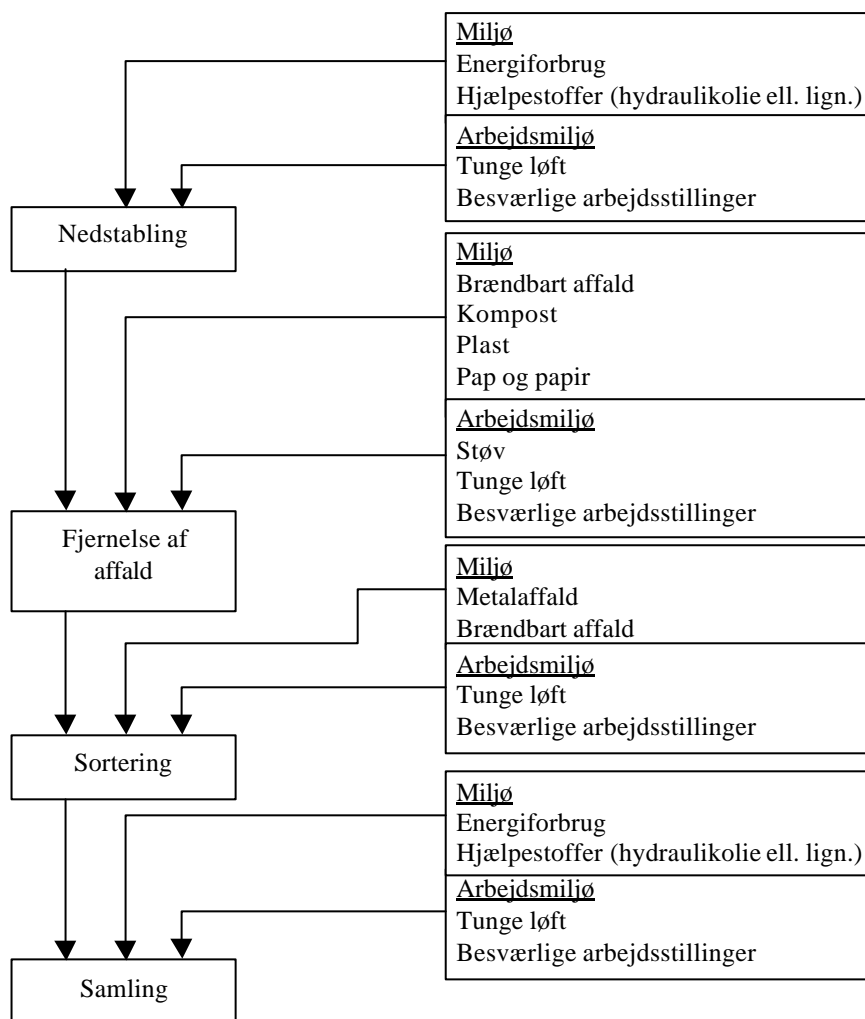 Miljø
Energiforbrug
Hjælpestoffer (hydraulikolie ell. lign.)
Arbejdsmiljø
Tunge løft
Besværlige arbejdsstillinger
Nedstabling
Miljø
Brændbart affald
Kompost
Plast
Pap og papir
Arbejdsmiljø
Støv
Tunge løft
Besværlige arbejdsstillinger
Fjernelse af
affald
Miljø
Metalaffald
Brændbart affald
Arbejdsmiljø
Tunge løft
Besværlige arbejdsstillinger
Sortering
Miljø
Energiforbrug
Hjælpestoffer (hydraulikolie ell. lign.)
Arbejdsmiljø
Tunge løft
Besværlige arbejdsstillinger
Samling